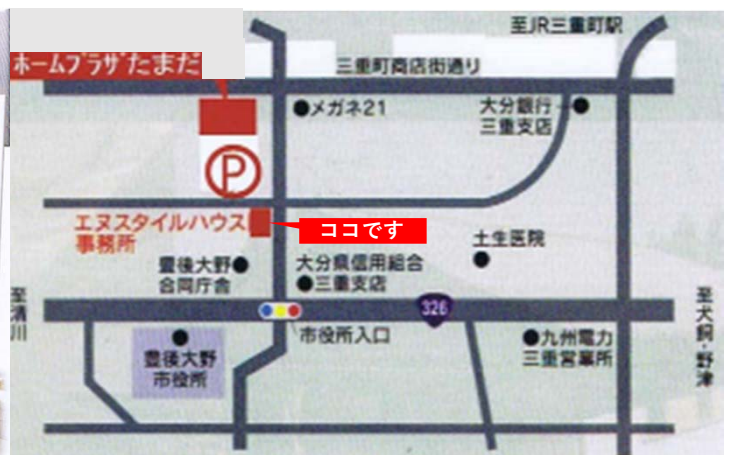 至JR三重町駅
ホームプラザたまだ
三重町商店街通り
メガネ21
大分銀行
三重支店
P
エヌスタイルハウス
事務所
ココです
土生医院
豊後大野
合同庁舎
大分県信用組合
三重支店
至清川
326
至犬飼・野津
市役所入口
豊後大野
市役所
九州電力
三重営業所